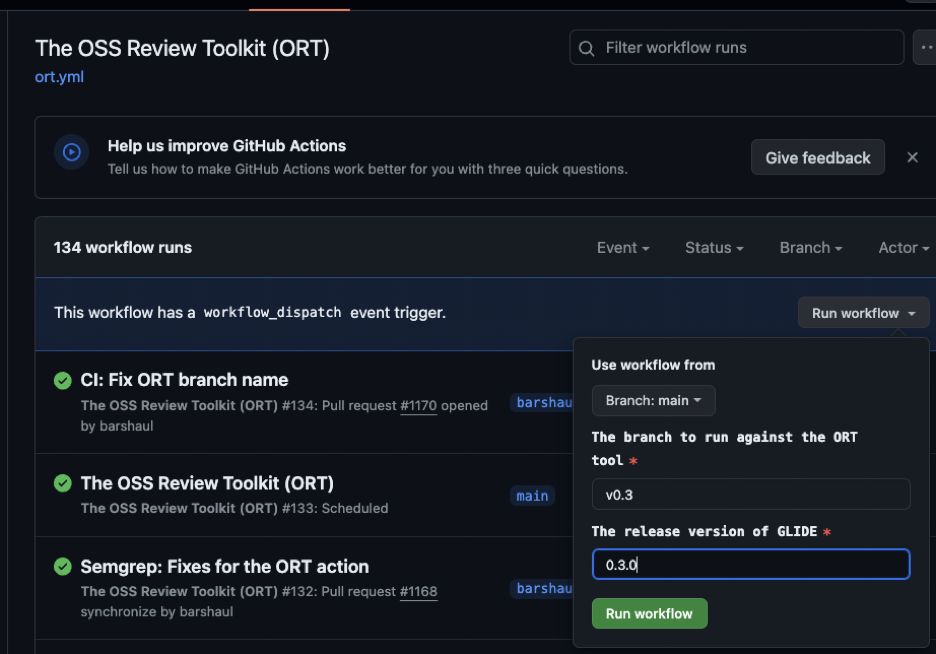 The OSS Review Toolkit (ORT)
Filter workflow runs
ort.yml
Help us improve GitHub Actions
Tell us how to make GitHub Actions work better for you with three quick questions.
Give feedback
134 workflow runs
Event
Status
Branch
Actor
This workflow has a workflow_dispatch event trigger.
Run workflow
Use workflow from
Branch: main
The branch to run against the ORT
tool *
v0.3
The release version of GLIDE *
0.3.0
Run workflow
CI: Fix ORT branch name
The OSS Review Toolkit (ORT) #134: Pull request #1170 opened
by barshaul
barshau
The OSS Review Toolkit (ORT)
The OSS Review Toolkit (ORT) #133: Scheduled
main
Semgrep: Fixes for the ORT action
The OSS Review Toolkit (ORT) #132: Pull request #1168
synchronize by barshaul
barshau